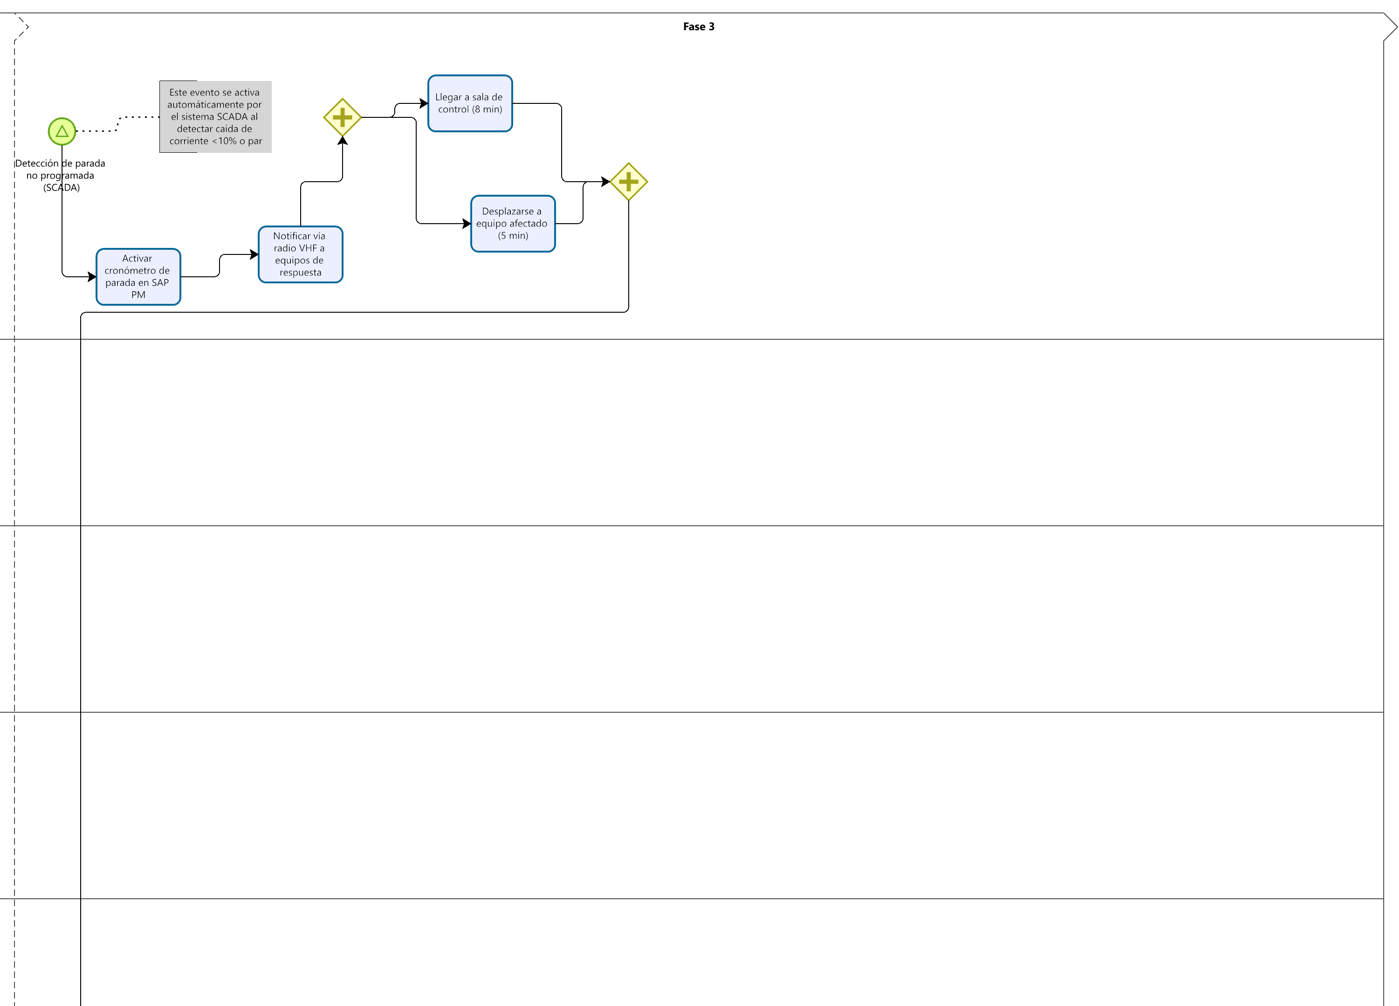 Fase 3
Este evento se activa
automáticamente por
el sistema SCADA al
detectar caída de
corriente <10% o par
Detección de parada
no programada
(SCADA)
Activar
cronómetro de
parada en SAP
PM
Notificar vía
radio VHF a
equipos de
respuesta
Llegar a sala de
control (8 min)
Desplazarse a
equipo afectado
(5 min)